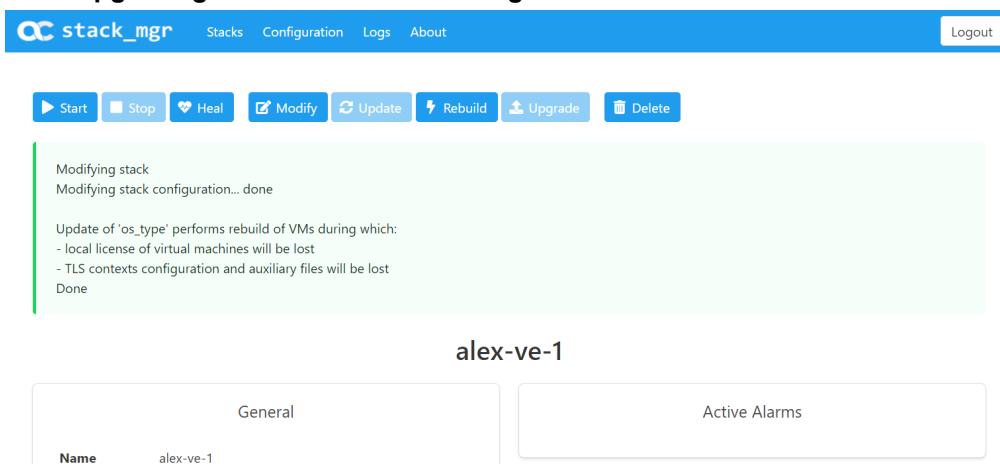 stack_mgr Stacks Configuration Logs About Logout
Start Stop Heal Modify Update Rebuild Upgrade Delete
Modifying stack
Modifying stack configuration... done
Update of 'os_type' performs rebuild of VMs during which:
- local license of virtual machines will be lost
- TLS contexts configuration and auxiliary files will be lost
Done
alex-ve-1
General
Active Alarms
Name alex-ve-1